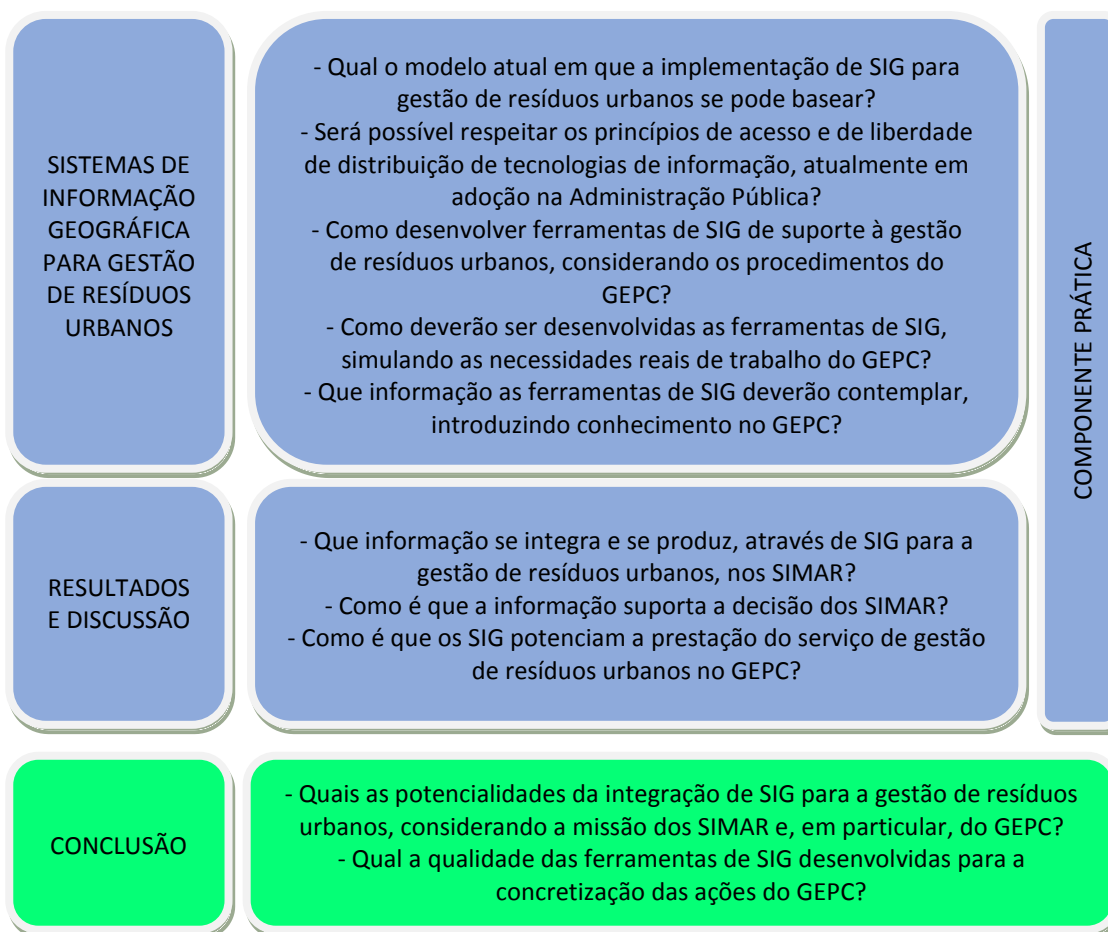 SISTEMAS DE
INFORMAÇÃO
GEOGRÁFICA
PARA GESTÃO
DE RESÍDUOS
URBANOS
- Qual o modelo atual em que a implementação de SIG para
gestão de resíduos urbanos se pode basear?
- Será possível respeitar os princípios de acesso e de liberdade
de distribuição de tecnologias de informação, atualmente em
adoção na Administração Pública?
- Como desenvolver ferramentas de SIG de suporte à gestão
de resíduos urbanos, considerando os procedimentos do
GEPC?
- Como deverão ser desenvolvidas as ferramentas de SIG,
simulando as necessidades reais de trabalho do GEPC?
- Que informação as ferramentas de SIG deverão contemplar,
introduzindo conhecimento no GEPC?
COMPONENTE PRÁTICA
RESULTADOS
E DISCUSSÃO
- Que informação se integra e se produz, através de SIG para a
gestão de resíduos urbanos, nos SIMAR?
- Como é que a informação suporta a decisão dos SIMAR?
- Como é que os SIG potenciam a prestação do serviço de gestão
de resíduos urbanos no GEPC?
CONCLUSÃO
- Quais as potencialidades da integração de SIG para a gestão de resíduos
urbanos, considerando a missão dos SIMAR e, em particular, do GEPC?
- Qual a qualidade das ferramentas de SIG desenvolvidas para a
concretização das ações do GEPC?